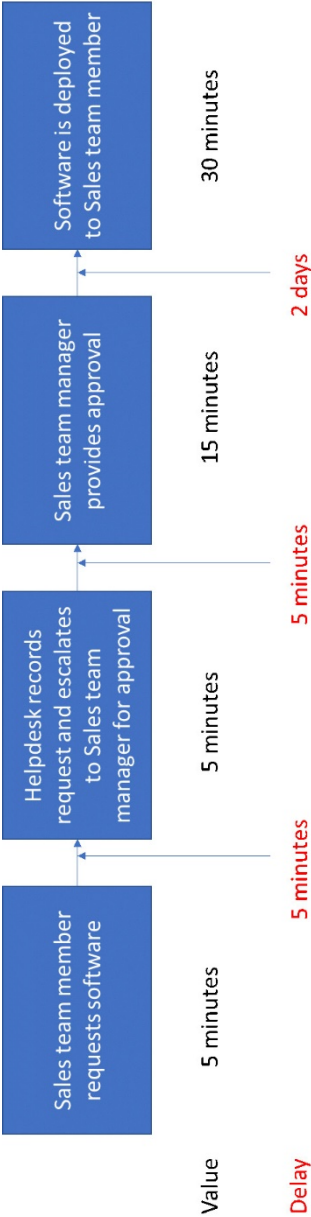 Sales team member
requests software
Helpdesk records
request and escalates
to Sales team
manager for approval
Sales team manager
provides approval
Software is deployed
to Sales team member
Value
5 minutes
5 minutes
15 minutes
30 minutes
Delay
5 minutes
5 minutes
2 days